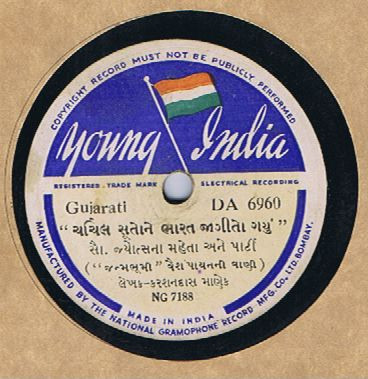 COPYRIGHT RECORD MUST NOT BE PUBLICLY PERFORMED
Young India
REGISTERED TRADE MARK ELECTRICAL RECORDING
Gujarati DA 6960
“ ચર્ચિલ સુતોને ભારત જાગીતો ગયું ”
સૌ. જ્યોત્સના મહેતા અને પાર્ટી
(“જન્મભૂમી” વૈશંપાયનની વાણી)
લેખક-કરશનદાસ માણેક
NG 7188
MADE IN INDIA
MANUFACTURED BY THE NATIONAL GRAMOPHONE RECORD MFG. CO. LTD. BOMBAY.